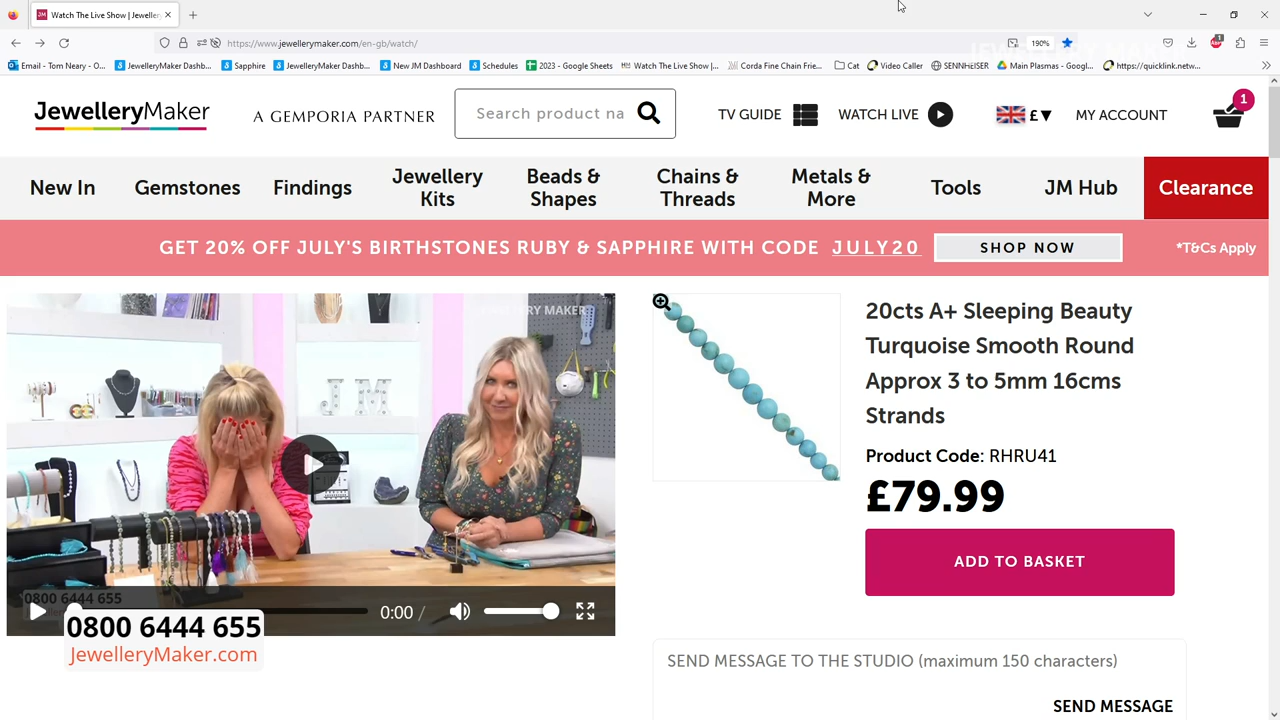 Watch The Live Show | Jeweller
https://www.jewellerymaker.com/en-gb/watch/
190%
1
JEWELLERY MAKER
Email - Tom Neary - O...
JewelleryMaker Dashb...
Sapphire
JewelleryMaker Dashb...
New JM Dashboard
Schedules
2023 - Google Sheets
Watch The Live Show |...
Corda Fine Chain Frie...
Cat
Video Caller
SENNHEISER
Main Plasmas - Googl...
https://quicklink.netw...
JewelleryMaker
A GEMPORIA PARTNER
Search product na
TV GUIDE
WATCH LIVE
£▼
MY ACCOUNT
1
New In
Gemstones
Findings
Jewellery
Kits
Beads &
Shapes
Chains &
Threads
Metals &
More
Tools
JM Hub
Clearance
GET 20% OFF JULY'S BIRTHSTONES RUBY & SAPPHIRE WITH CODE JULY20
SHOP NOW
*T&Cs Apply
JEWELLERY MAKER
JM
0800 6444 655
0:00 /
0800 6444 655
JewelleryMaker.com
20cts A+ Sleeping Beauty
Turquoise Smooth Round
Approx 3 to 5mm 16cms
Strands
Product Code: RHRU41
£79.99
ADD TO BASKET
SEND MESSAGE TO THE STUDIO (maximum 150 characters)
SEND MESSAGE